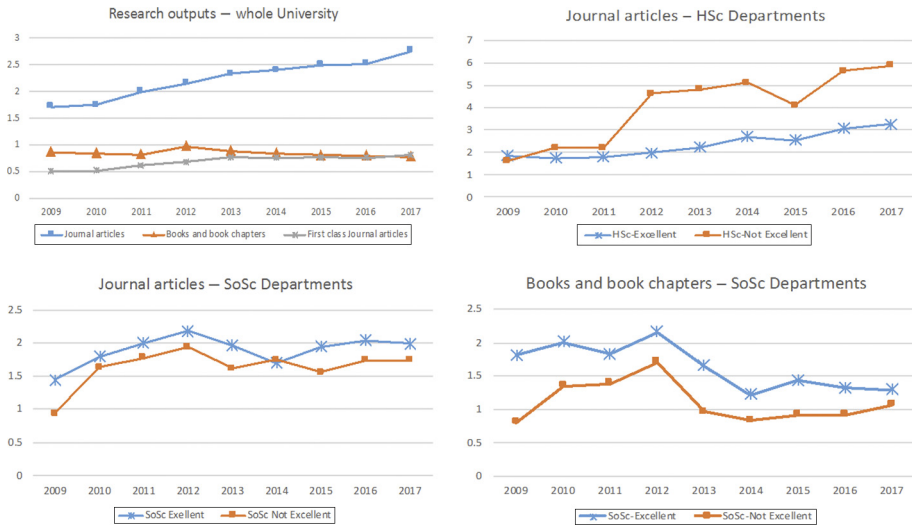 Research outputs — whole University
3
2.5
2
1.5
1
0.5
0
2009 2010 2011 2012 2013 2014 2015 2016 2017
Journal articles Books and book chapters First class Journal articles
Journal articles – HSc Departments
7
6
5
4
3
2
1
0
2009 2010 2011 2012 2013 2014 2015 2016 2017
HSc-Excellent HSc-Not Excellent
Journal articles — SoSc Departments
2.5
2
1.5
1
0.5
0
2009 2010 2011 2012 2013 2014 2015 2016 2017
SoSc Exellent SoSc Not Excellent
Books and book chapters – SoSc Departments
2.5
2
1.5
1
0.5
0
2009 2010 2011 2012 2013 2014 2015 2016 2017
SoSc-Excellent SoSc-Not Excellent